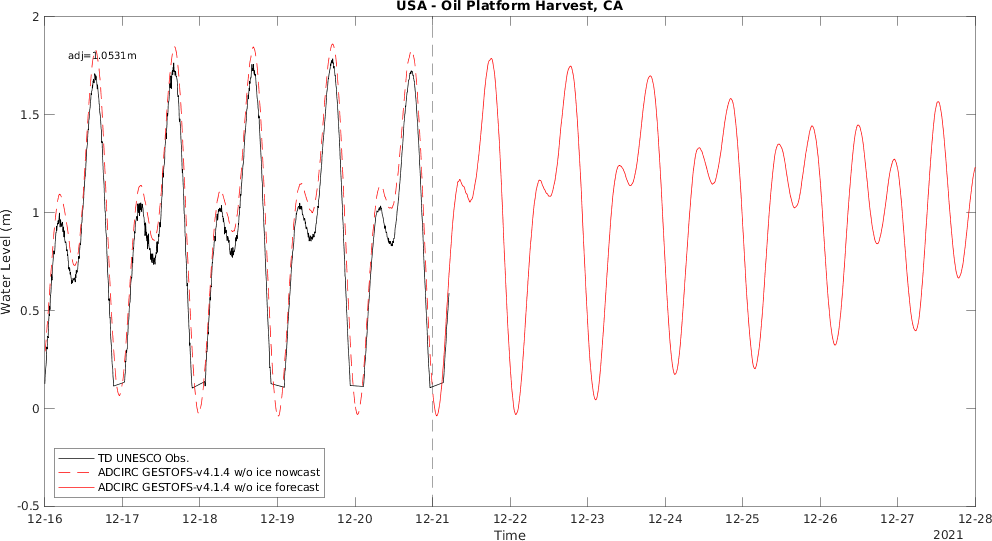 USA - Oil Platform Harvest, CA
2
adj=1.0531m
1.5
1
Water Level (m)
0.5
0
TD UNESCO Obs.
ADCIRC GESTOFS-v4.1.4 w/o ice nowcast
ADCIRC GESTOFS-v4.1.4 w/o ice forecast
-0.5
12-16 12-17 12-18 12-19 12-20 12-21 12-22 12-23 12-24 12-25 12-26 12-27 12-28
Time
2021